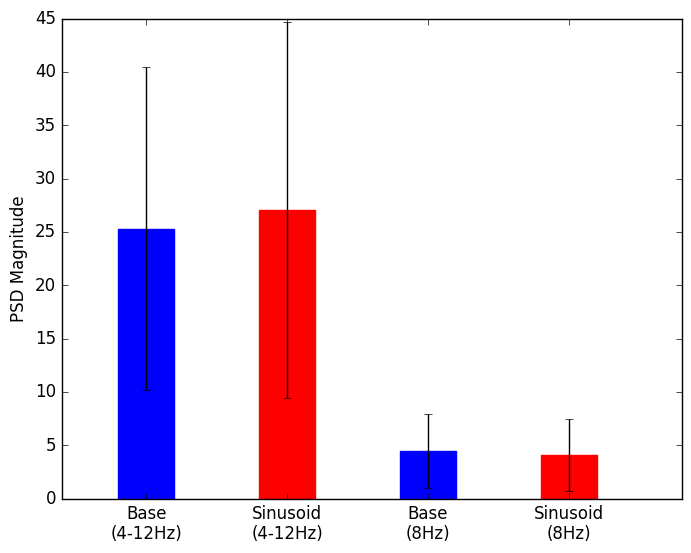 45
40
35
30
25
20
15
10
5
0
PSD Magnitude
Base
(4-12Hz)
Sinusoid
(4-12Hz)
Base
(8Hz)
Sinusoid
(8Hz)